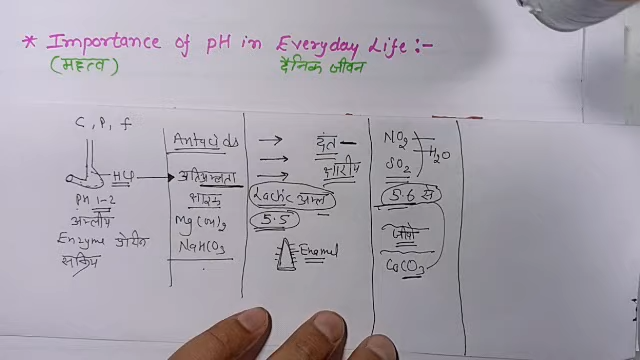 * Importance of pH in Everyday Life :-
(महत्व)
दैनिक जीवन
C, P, f
HCl
PH 1-2
अम्लीय
Enzyme
सक्रिय
Antacids
अतिअम्लता
Mg(OH)2
NaHCO3
दंत
क्षारीय
Lactic अम्ल
5.5
Enamel
NO2
H2O
SO2
5.6 से
CaCO3